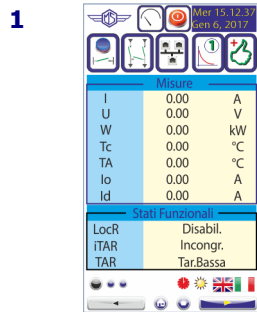 1
Mer 15.12.37
Gen 6, 2017
1
Misure
I 0.00 A
U 0.00 V
W 0.00 kW
Tc 0.00 °C
TA 0.00 °C
Io 0.00 A
Id 0.00 A
Stati Funzionali
LocR Disabil.
iTAR Incongr.
TAR Tar.Bassa